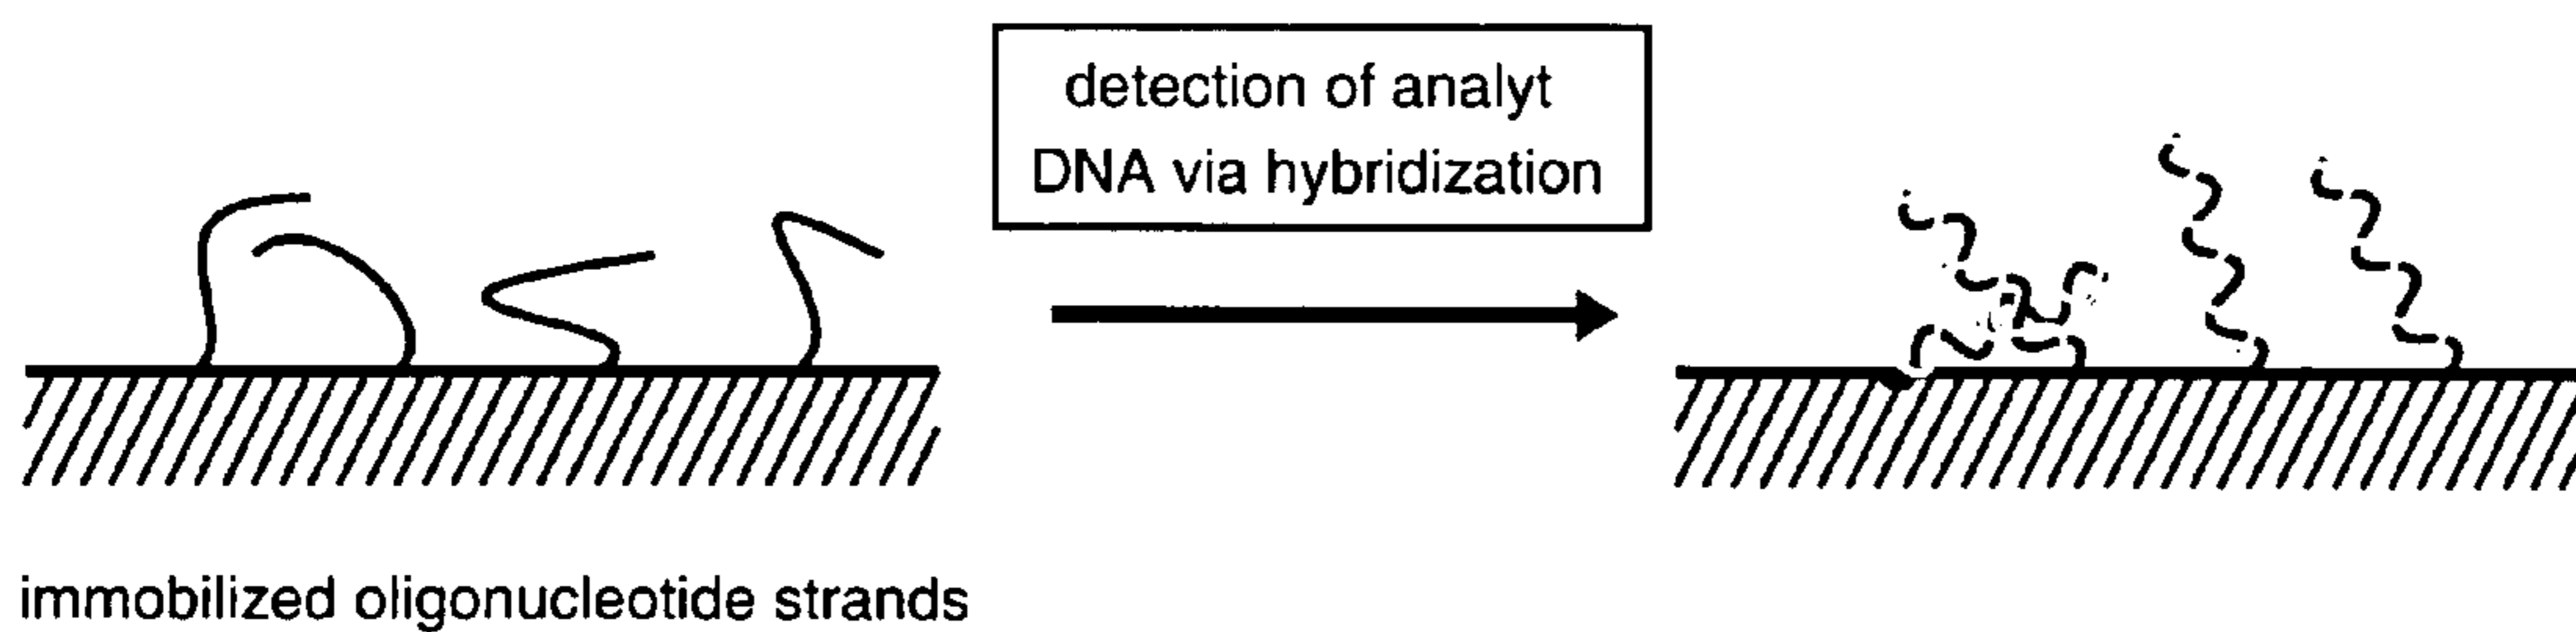 detection of analyt
DNA via hybridization
immobilized oligonucleotide strands